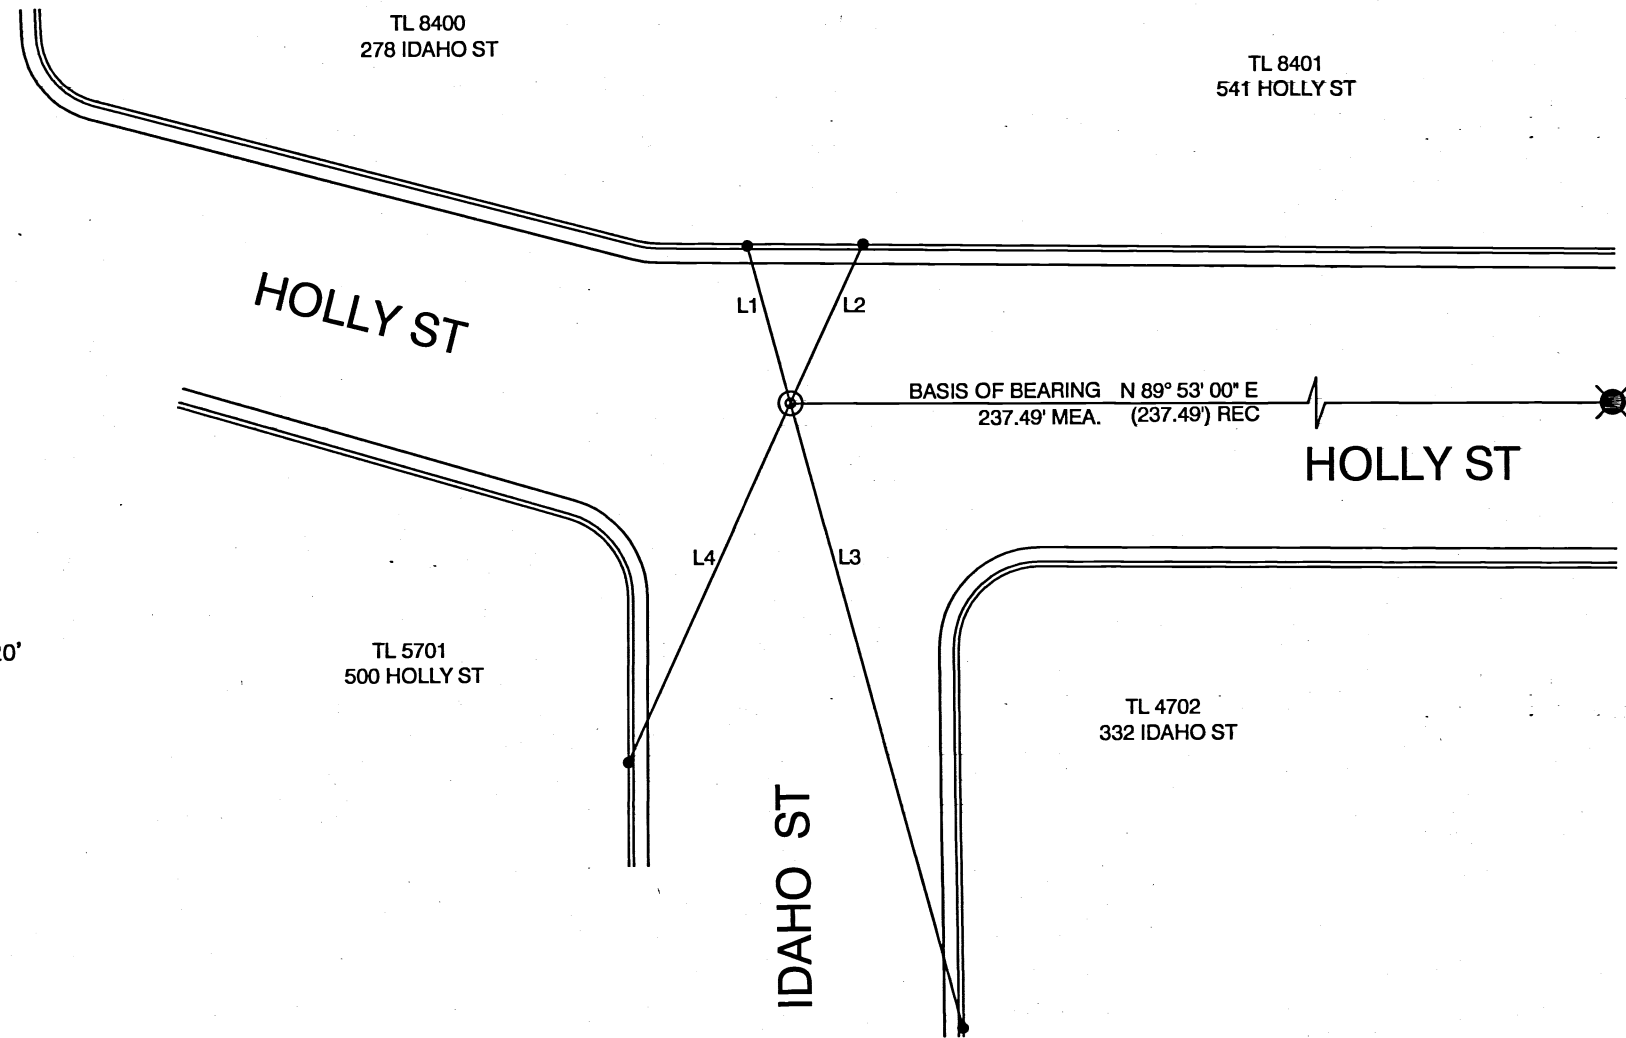 TL 8400
278 IDAHO ST
TL 8401
541 HOLLY ST
HOLLY ST
L1
L2
BASIS OF BEARING N 89° 53' 00" E
237.49' MEA. (237.49') REC
HOLLY ST
L4
L3
TL 5701
500 HOLLY ST
TL 4702
332 IDAHO ST
IDAHO ST